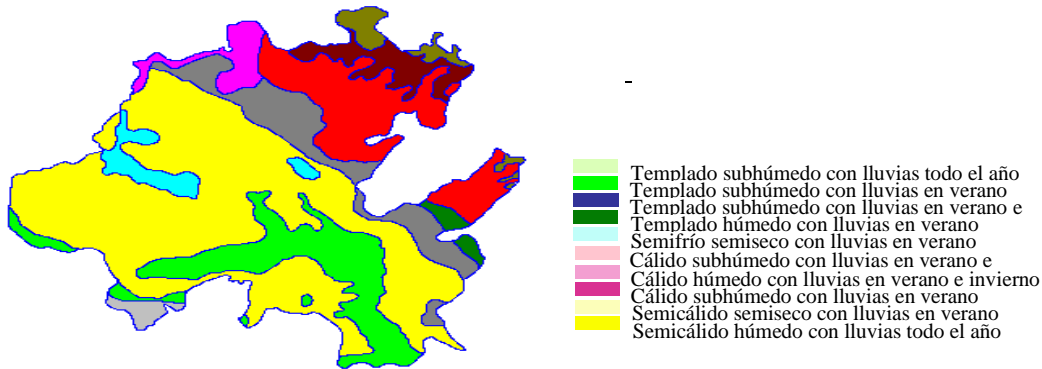 -
Templado subhúmedo con lluvias todo el año
Templado subhúmedo con lluvias en verano
Templado subhúmedo con lluvias en verano e
Templado húmedo con lluvias en verano
Semifrío semiseco con lluvias en verano
Cálido subhúmedo con lluvias en verano e
Cálido húmedo con lluvias en verano e invierno
Cálido subhúmedo con lluvias en verano
Semicálido semiseco con lluvias en verano
Semicálido húmedo con lluvias todo el año